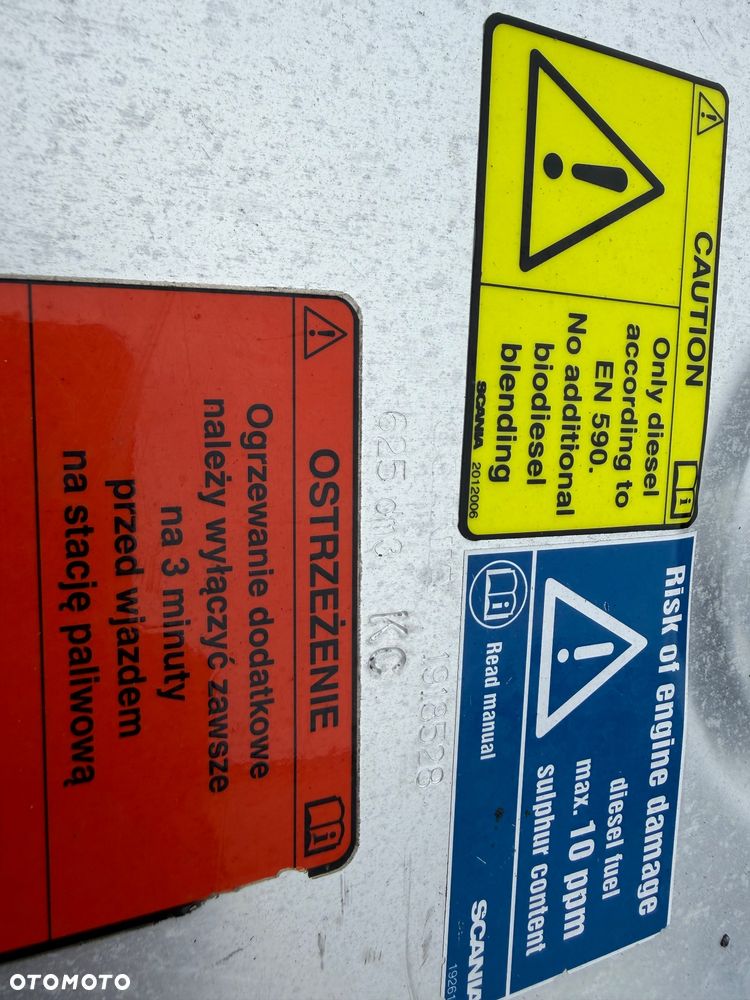 CAUTION
Only diesel
according to
EN 590.
No additional
biodiesel
blending
SCANIA 2012006
Risk of engine damage
diesel fuel
max. 10 ppm
sulphur content
Read manual
SCANIA
1918528
625 dm3 KC
OSTRZEŻENIE
Ogrzewanie dodatkowe
należy wyłączyć zawsze
na 3 minuty
przed wjazdem
na stację paliwową
OTOMOTO